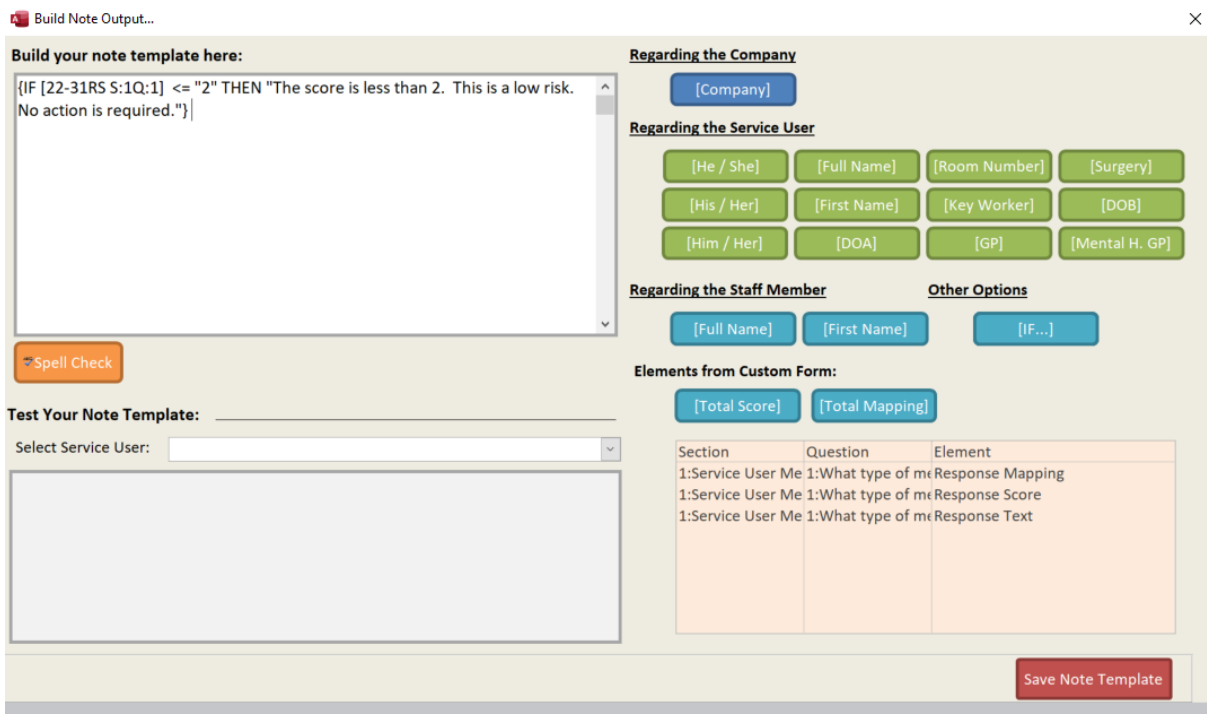 Build Note Output...
Build your note template here:
{IF [22-31RS S:1Q:1]  <= "2" THEN "The score is less than 2.  This is a low risk.
No action is required."}
Spell Check
Test Your Note Template:
Select Service User:
Regarding the Company
[Company]
Regarding the Service User
[He / She] [Full Name] [Room Number] [Surgery]
[His / Her] [First Name] [Key Worker] [DOB]
[Him / Her] [DOA] [GP] [Mental H. GP]
Regarding the Staff Member Other Options
[Full Name] [First Name] [IF...]
Elements from Custom Form:
[Total Score] [Total Mapping]
Section Question Element
1:Service User Me 1:What type of me Response Mapping
1:Service User Me 1:What type of me Response Score
1:Service User Me 1:What type of me Response Text
Save Note Template